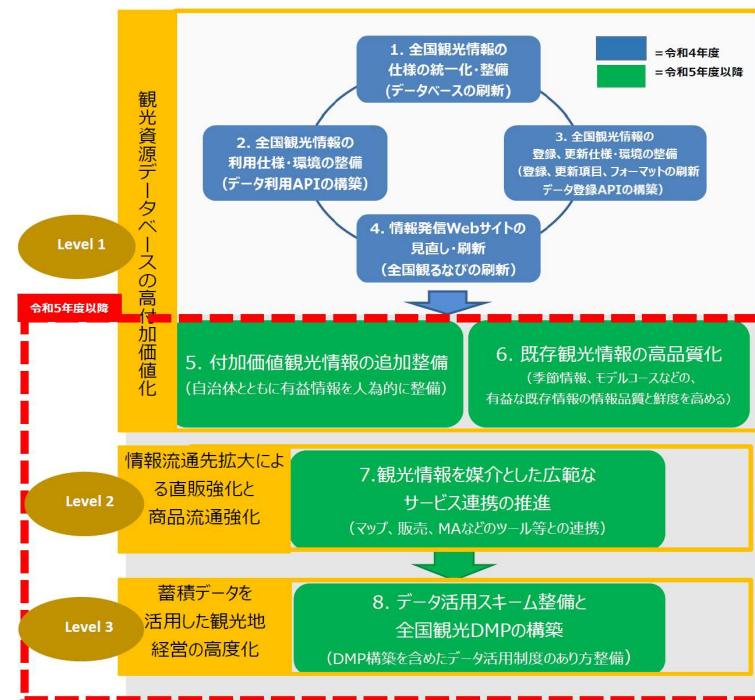 1. 全国観光情報の
仕様の統一化・整備
(データベースの刷新)
=令和4年度
=令和5年度以降
観光資源データベースの高付加価値化
2. 全国観光情報の
利用仕様・環境の整備
(データ利用APIの構築)
3. 全国観光情報の
登録、更新仕様・環境の整備
(登録、更新項目、フォーマットの刷新
データ登録APIの構築)
4. 情報発信Webサイトの
見直し・刷新
(全国観るなびの刷新)
Level 1
令和5年度以降
5. 付加価値観光情報の追加整備
(自治体とともに有益情報を人為的に整備)
6. 既存観光情報の高品質化
(季節情報、モデルコースなどの、
有益な既存情報の情報品質と鮮度を高める)
Level 2
情報流通先拡大によ
る直販強化と
商品流通強化
7.観光情報を媒介とした広範な
サービス連携の推進
(マップ、販売、MAなどのツール等との連携)
Level 3
蓄積データを
活用した観光地
経営の高度化
8. データ活用スキーム整備と
全国観光DMPの構築
(DMP構築を含めたデータ活用制度のあり方整備)